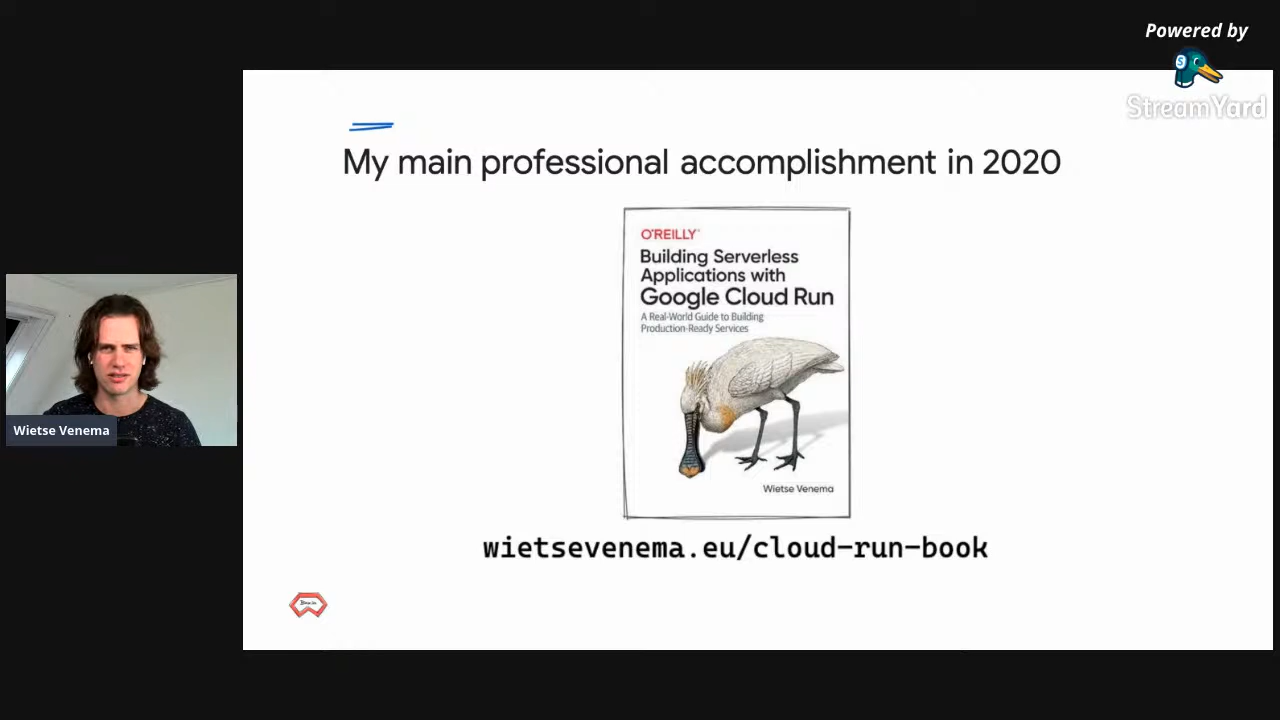 Powered by
StreamYard
My main professional accomplishment in 2020
O'REILLY®
Building Serverless
Applications with
Google Cloud Run
A Real-World Guide to Building
Production-Ready Services
Wietse Venema
Wietse Venema
wietsevenema.eu/cloud-run-book